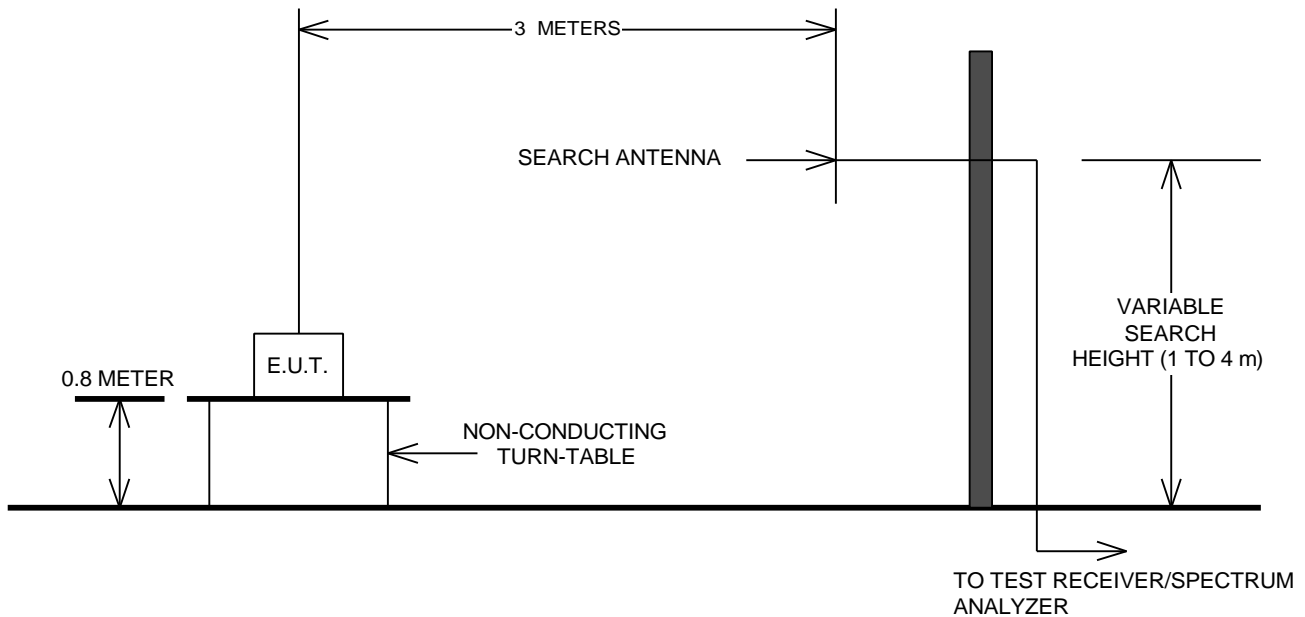 3 METERS
SEARCH ANTENNA
VARIABLE
SEARCH
HEIGHT (1 TO 4 m)
E.U.T.
0.8 METER
NON-CONDUCTING
TURN-TABLE
TO TEST RECEIVER/SPECTRUM
ANALYZER